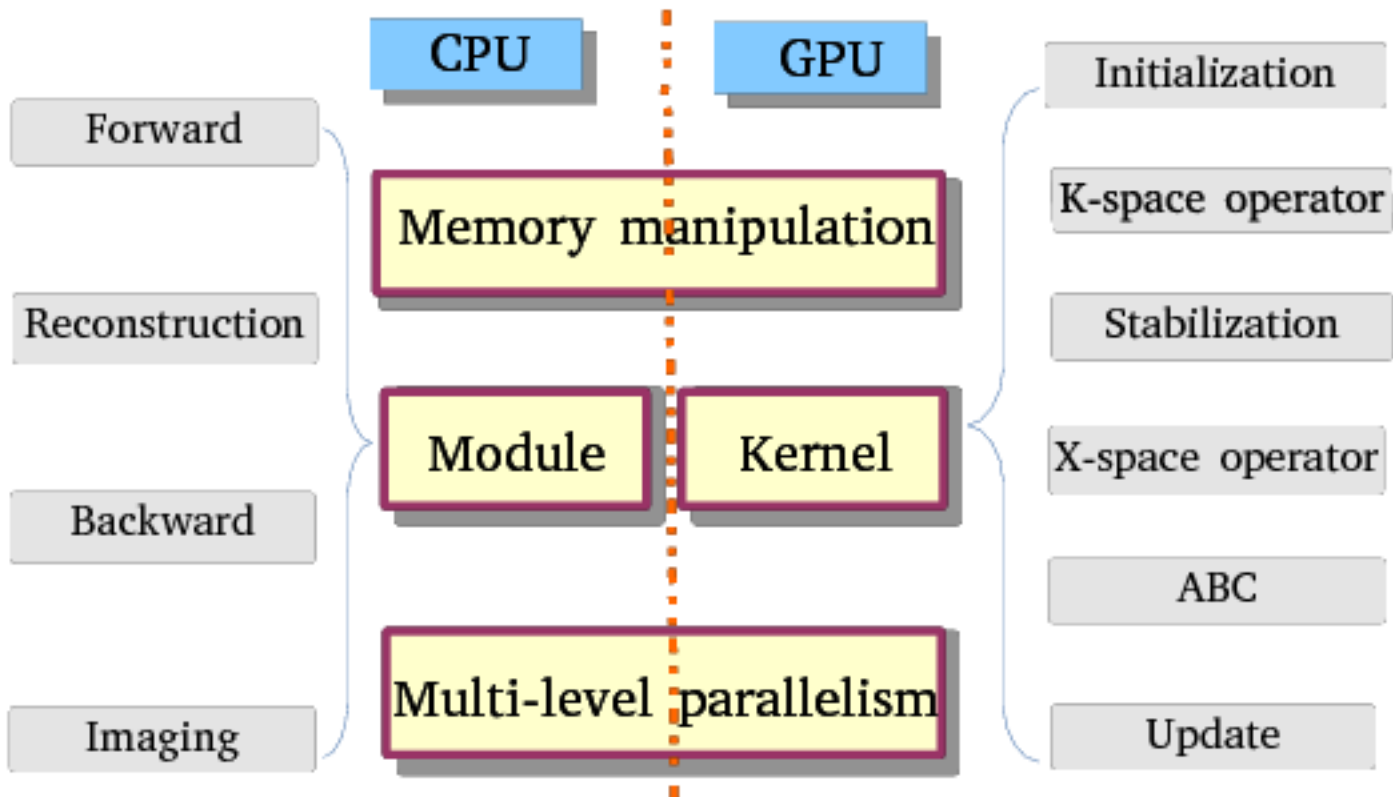 CPU
GPU
Forward
Reconstruction
Backward
Imaging
Memory manipulation
Module
Kernel
Multi-level parallelism
Initialization
K-space operator
Stabilization
X-space operator
ABC
Update